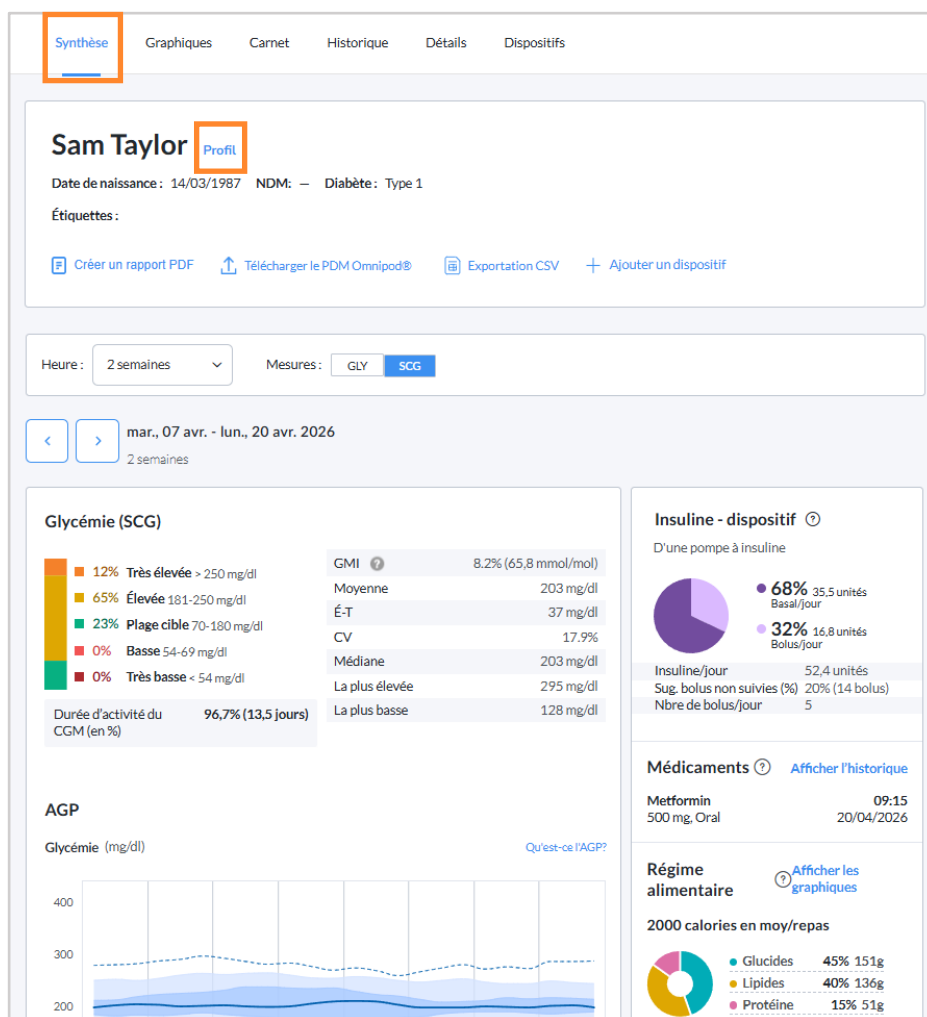 Synthèse Graphiques Carnet Historique Détails Dispositifs
Sam Taylor Profil
Date de naissance : 14/03/1987 NDM: — Diabète : Type 1
Étiquettes :
Créer un rapport PDF Télécharger le PDM Omnipod® Exportation CSV Ajouter un dispositif
Heure : 2 semaines Mesures : GLY SCG
mar., 07 avr. - lun., 20 avr. 2026
2 semaines
Glycémie (SCG)
12% Très élevée > 250 mg/dl
65% Élevée 181-250 mg/dl
23% Plage cible 70-180 mg/dl
0% Basse 54-69 mg/dl
0% Très basse < 54 mg/dl
Durée d'activité du CGM (en %) 96,7% (13,5 jours)
GMI ? 8.2% (65,8 mmol/mol)
Moyenne 203 mg/dl
É-T 37 mg/dl
CV 17.9%
Médiane 203 mg/dl
La plus élevée 295 mg/dl
La plus basse 128 mg/dl
AGP
Glycémie (mg/dl) Qu'est-ce l'AGP?
400
300
200
Insuline - dispositif ?
D'une pompe à insuline
68% 35,5 unités
Basal/jour
32% 16,8 unités
Bolus/jour
Insuline/jour 52,4 unités
Sug. bolus non suivies (%) 20% (14 bolus)
Nbre de bolus/jour 5
Médicaments ? Afficher l'historique
Metformin 09:15
500 mg, Oral 20/04/2026
Régime alimentaire ? Afficher les graphiques
2000 calories en moy/repas
Glucides 45% 151g
Lipides 40% 136g
Protéine 15% 51g